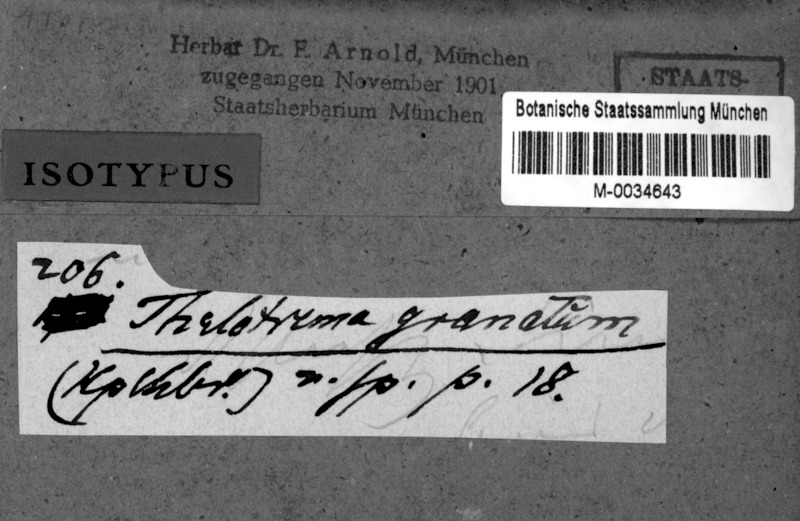 Herbar Dr. F. Arnold, München
zugegangen November 1901
Staatsherbarium München
STAATS-
Botanische Staatssammlung München
M-0034643
ISOTYPUS
206.
Thelotrema granatum
n. sp. p. 18.